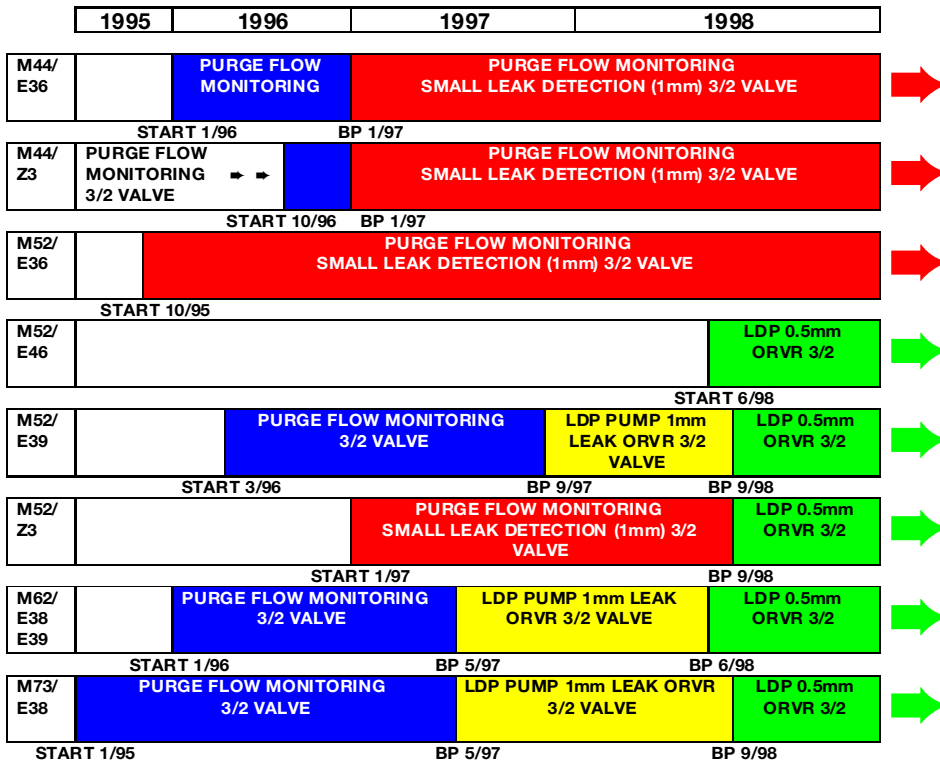 1995 1996 1997 1998
M44/
E36
PURGE FLOW
MONITORING
PURGE FLOW MONITORING
SMALL LEAK DETECTION (1mm) 3/2 VALVE
START 1/96 BP 1/97
M44/
Z3
PURGE FLOW
MONITORING ➨ ➨
3/2 VALVE
PURGE FLOW MONITORING
SMALL LEAK DETECTION (1mm) 3/2 VALVE
START 10/96 BP 1/97
M52/
E36
PURGE FLOW MONITORING
SMALL LEAK DETECTION (1mm) 3/2 VALVE
START 10/95
M52/
E46
LDP 0.5mm
ORVR 3/2
START 6/98
M52/
E39
PURGE FLOW MONITORING
3/2 VALVE
LDP PUMP 1mm
LEAK ORVR 3/2
VALVE
LDP 0.5mm
ORVR 3/2
START 3/96 BP 9/97 BP 9/98
M52/
Z3
PURGE FLOW MONITORING
SMALL LEAK DETECTION (1mm) 3/2
VALVE
LDP 0.5mm
ORVR 3/2
START 1/97 BP 9/98
M62/
E38
E39
PURGE FLOW MONITORING
3/2 VALVE
LDP PUMP 1mm LEAK
ORVR 3/2 VALVE
LDP 0.5mm
ORVR 3/2
START 1/96 BP 5/97 BP 6/98
M73/
E38
PURGE FLOW MONITORING
3/2 VALVE
LDP PUMP 1mm LEAK ORVR
3/2 VALVE
LDP 0.5mm
ORVR 3/2
START 1/95 BP 5/97 BP 9/98